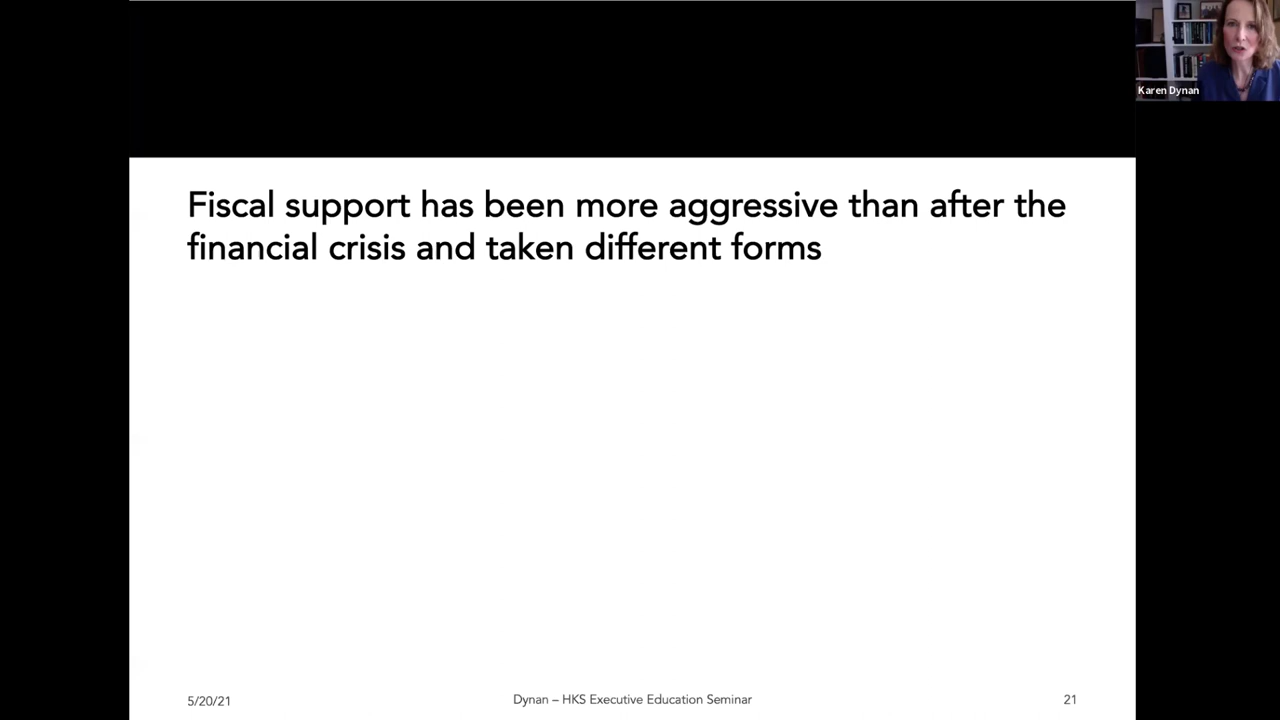 Karen Dynan
Fiscal support has been more aggressive than after the
financial crisis and taken different forms
5/20/21
Dynan – HKS Executive Education Seminar
21